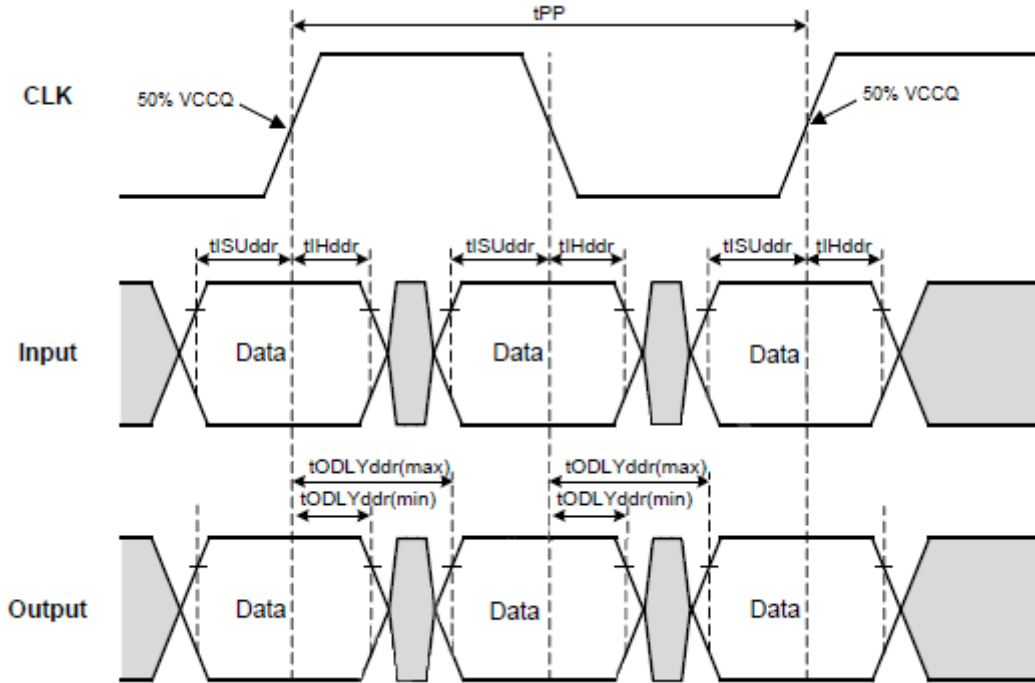 tPP
CLK
50% VCCQ
50% VCCQ
tISUddr tIHddr tISUddr tIHddr tISUddr tIHddr
Input Data Data Data
tODLYddr(max) tODLYddr(max)
tODLYddr(min) tODLYddr(min)
Output Data Data Data